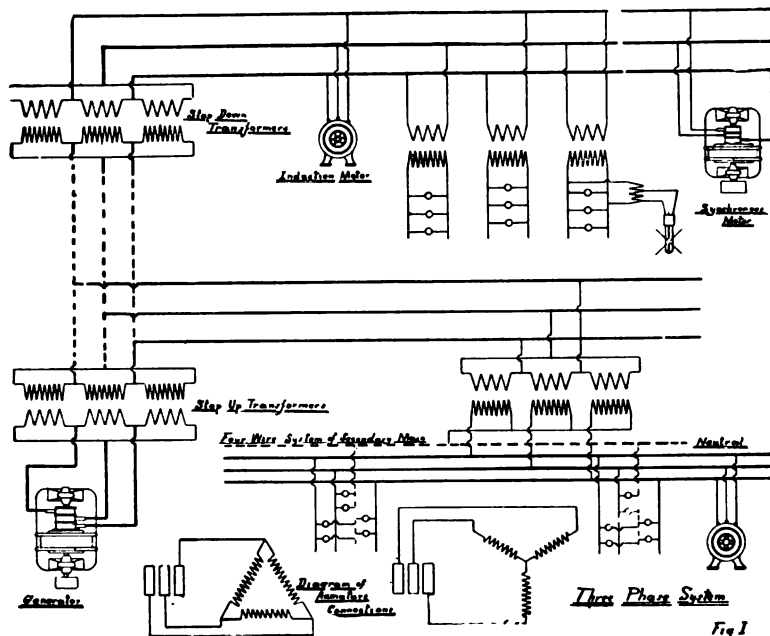 Step Down
Transformers
Induction Motor
Synchronous
Motor
Step Up Transformers
Four Wire System of Secondary Mains
Neutral
Generator
Diagram of
Armature
Connections
Three Phase System
Fig I